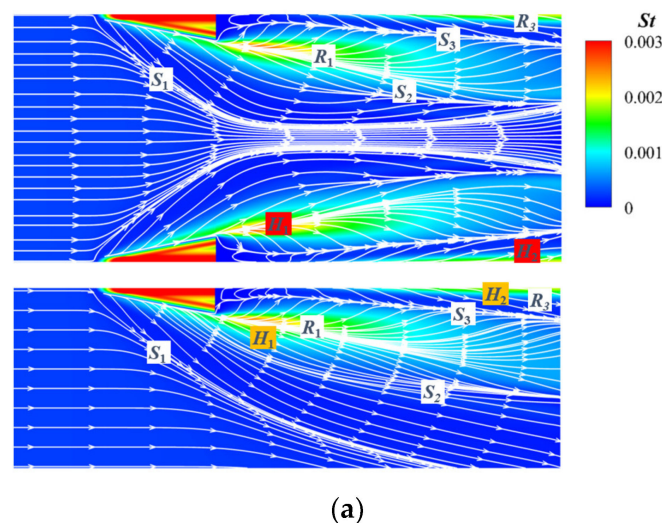 St
R₃
S₃
0.003
R₁
S₁
S₂
0.002
0.001
0
H₁
H₂
H₂
R₃
S₃
R₁
H₁
S₁
S₂
(a)